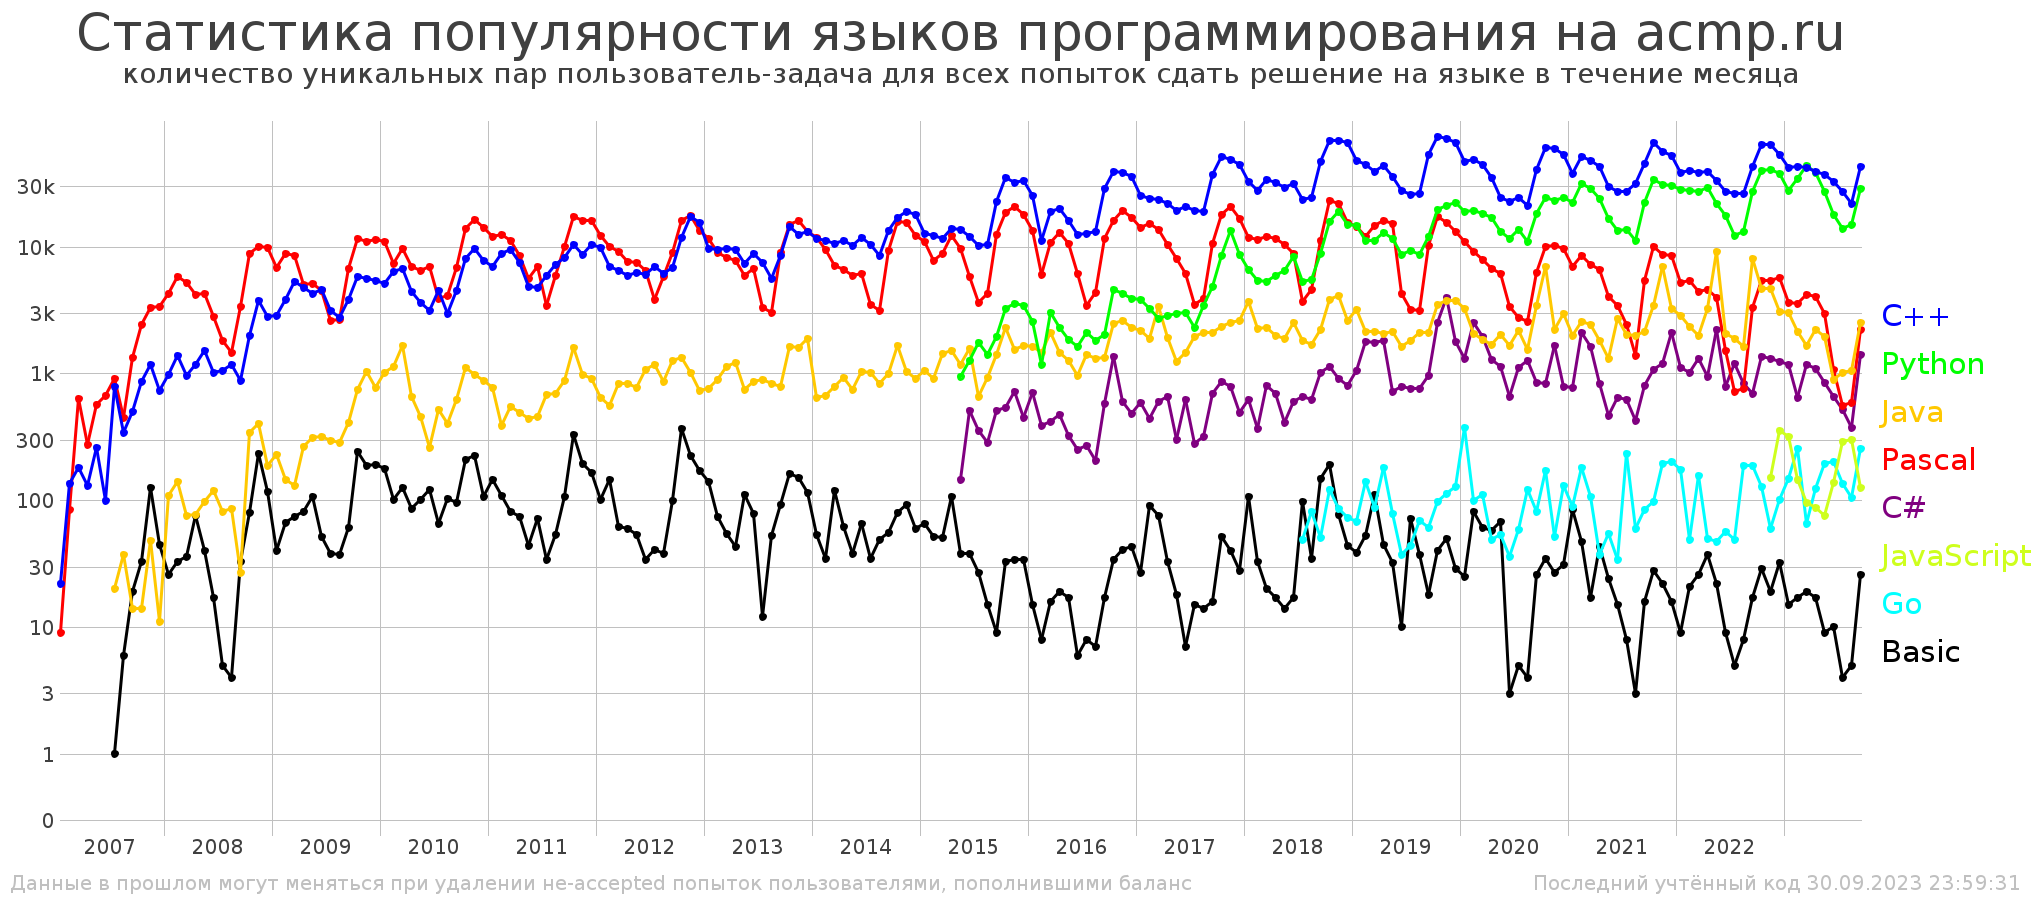 Статистика популярности языков программирования на acmp.ru
количество уникальных пар пользователь-задача для всех попыток сдать решение на языке в течение месяца
30k
10k
3k
1k
300
100
30
10
3
1
0
C++
Python
Java
Pascal
C#
JavaScript
Go
Basic
2007 2008 2009 2010 2011 2012 2013 2014 2015 2016 2017 2018 2019 2020 2021 2022
Данные в прошлом могут меняться при удалении не-accepted попыток пользователями, пополнившими баланс
Последний учтённый код 30.09.2023 23:59:31